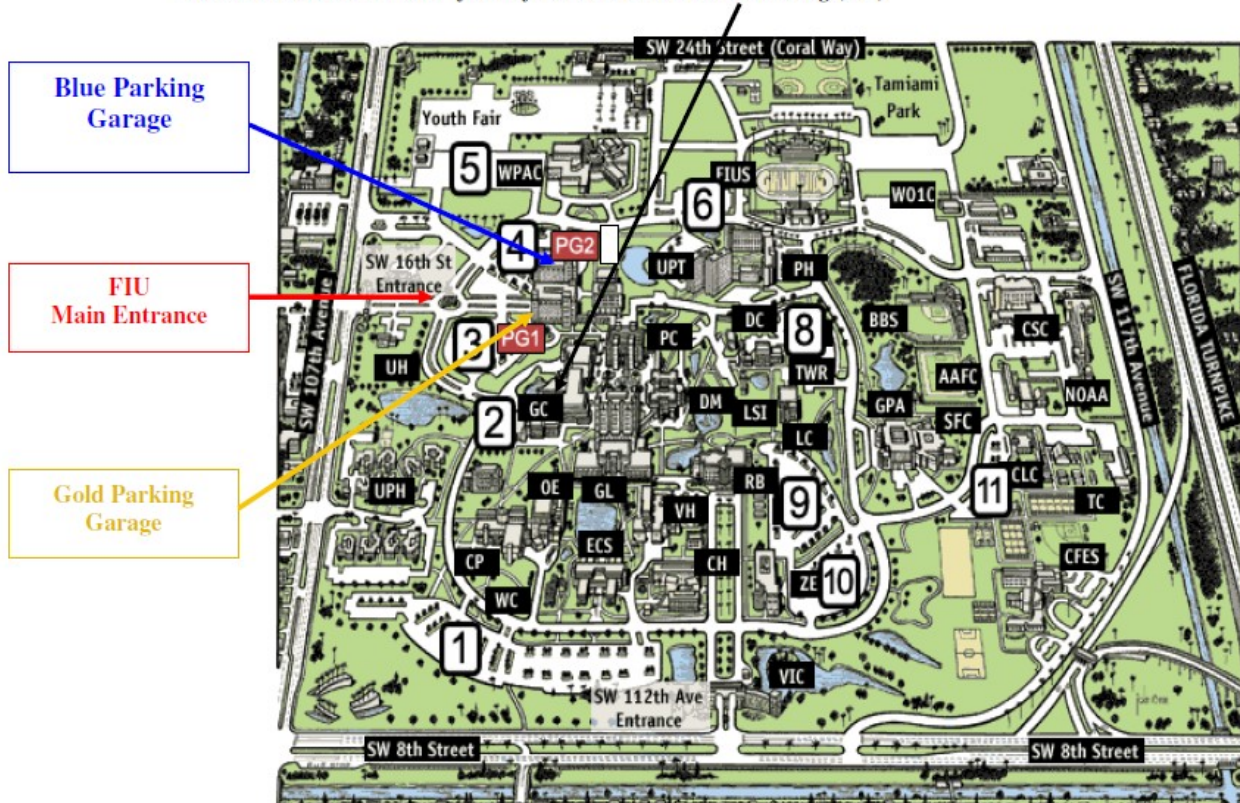 SW 24th Street (Coral Way)
Blue Parking
Garage
Tamiami
Park
Youth Fair
5
WPAC
FIUS
6
W01C
4
PG2
SW 16th St
Entrance
UPT
PH
FIU
Main Entrance
SW 107th Avenue
SW 117th Avenue
FLORIDA TURNPIKE
3
PG1
PC
DC
8
BBS
CSC
UH
TWR
AAFC
NOAA
GC
DM
LSI
GPA
SFC
2
LC
Gold Parking
Garage
UPH
OE
GL
RB
9
11
CLC
TC
VH
ECS
CP
CH
CFES
WC
ZE
10
1
VIC
SW 112th Ave
Entrance
SW 8th Street
SW 8th Street